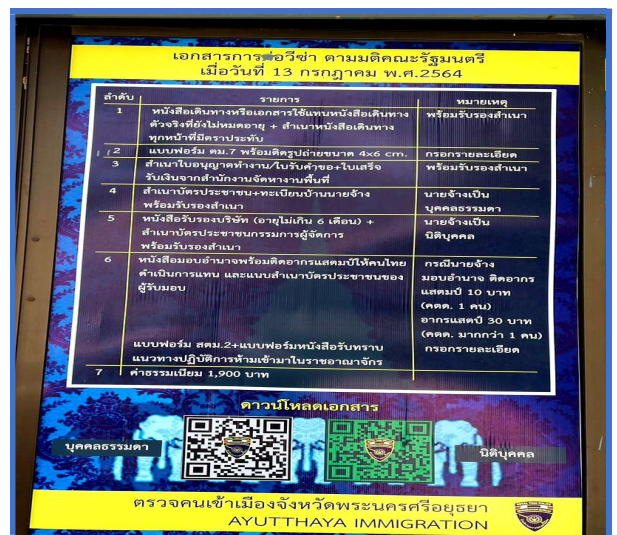 เอกสารการต่อวีซ่า ตามมติคณะรัฐมนตรี
เมื่อวันที่ 13 กรกฎาคม พ.ศ.2564
ลำดับ รายการ หมายเหตุ
1 หนังสือเดินทางหรือเอกสารใช้แทนหนังสือเดินทาง พร้อมรับรองสำเนา
ตัวจริงที่ยังไม่หมดอายุ + สำเนาหนังสือเดินทาง
ทุกหน้าที่มีตราประทับ
2 แบบฟอร์ม ตม.7 พร้อมติดรูปถ่ายขนาด 4x6 cm. กรอกรายละเอียด
3 สำเนาใบอนุญาตทำงาน/ใบรับคำขอ+ใบเสร็จ พร้อมรับรองสำเนา
รับเงินจากสำนักงานจัดหางานพื้นที่
4 สำเนาบัตรประชาชน+ทะเบียนบ้านนายจ้าง นายจ้างเป็น
พร้อมรับรองสำเนา บุคคลธรรมดา
5 หนังสือรับรองบริษัท (อายุไม่เกิน 6 เดือน) + นายจ้างเป็น
สำเนาบัตรประชาชนกรรมการผู้จัดการ นิติบุคคล
พร้อมรับรองสำเนา
6 หนังสือมอบอำนาจพร้อมติดอากรแสตมป์ให้คนไทย กรณีนายจ้าง
ดำเนินการแทน และแนบสำเนาบัตรประชาชนของ มอบอำนาจ ติดอากร
ผู้รับมอบ แสตมป์ 10 บาท
(คตด. 1 คน)
อากรแสตป์ 30 บาท
(คตด. มากกว่า 1 คน)
แบบฟอร์ม สตม.2+แบบฟอร์มหนังสือรับทราบ กรอกรายละเอียด
แนวทางปฏิบัติการห้ามเข้ามาในราชอาณาจักร
7 ค่าธรรมเนียม 1,900 บาท
ดาวน์โหลดเอกสาร
บุคคลธรรมดา นิติบุคคล
ตรวจคนเข้าเมืองจังหวัดพระนครศรีอยุธยา
AYUTTHAYA IMMIGRATION